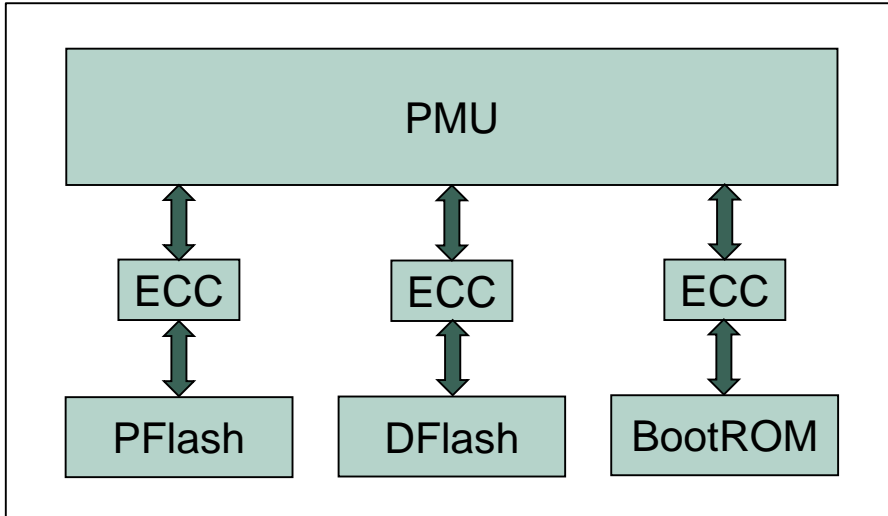 PMU
ECC
ECC
ECC
PFlash
DFlash
BootROM